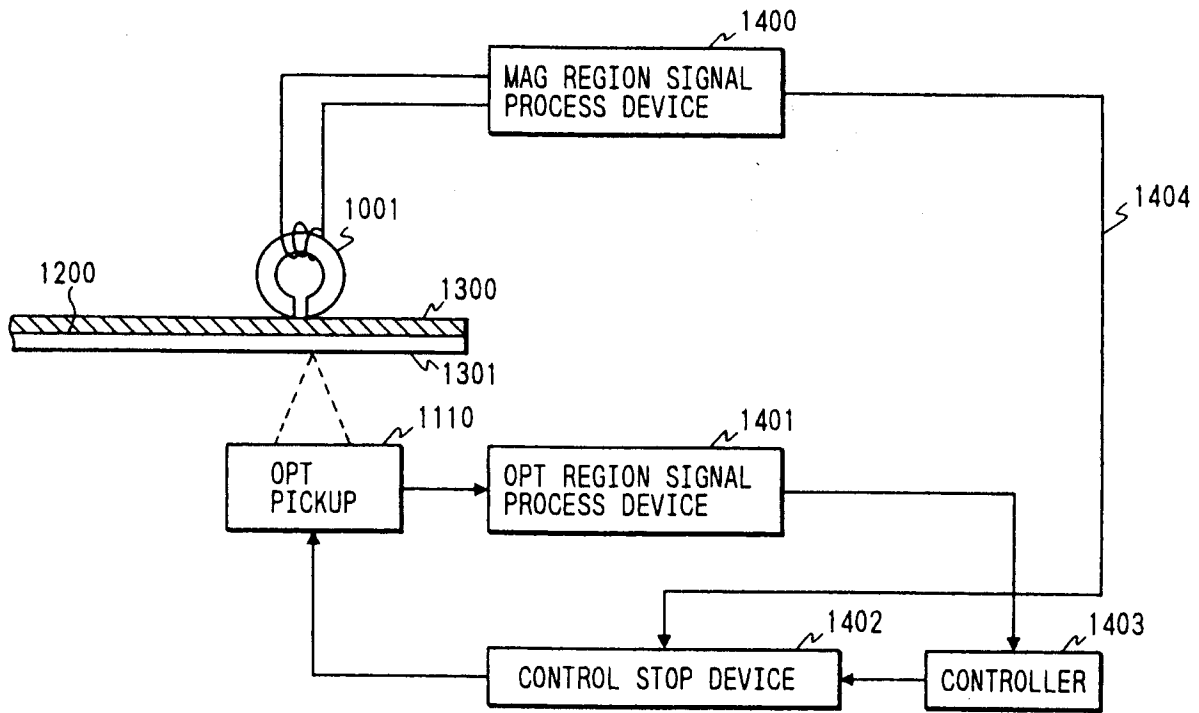 1400
MAG REGION SIGNAL
PROCESS DEVICE
1404
1001
1200
1300
1301
1110
OPT
PICKUP
1401
OPT REGION SIGNAL
PROCESS DEVICE
1402
CONTROL STOP DEVICE
1403
CONTROLLER